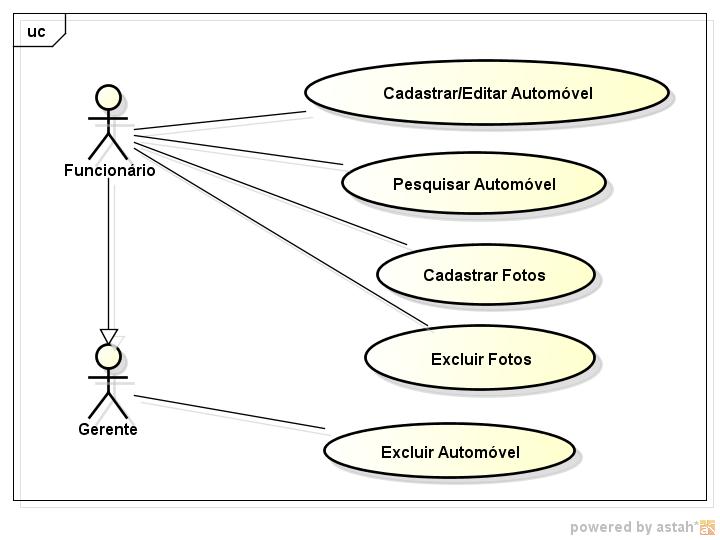 uc
Cadastrar/Editar Automóvel
Funcionário
Pesquisar Automóvel
Cadastrar Fotos
Excluir Fotos
Gerente
Excluir Automóvel
powered by astah*